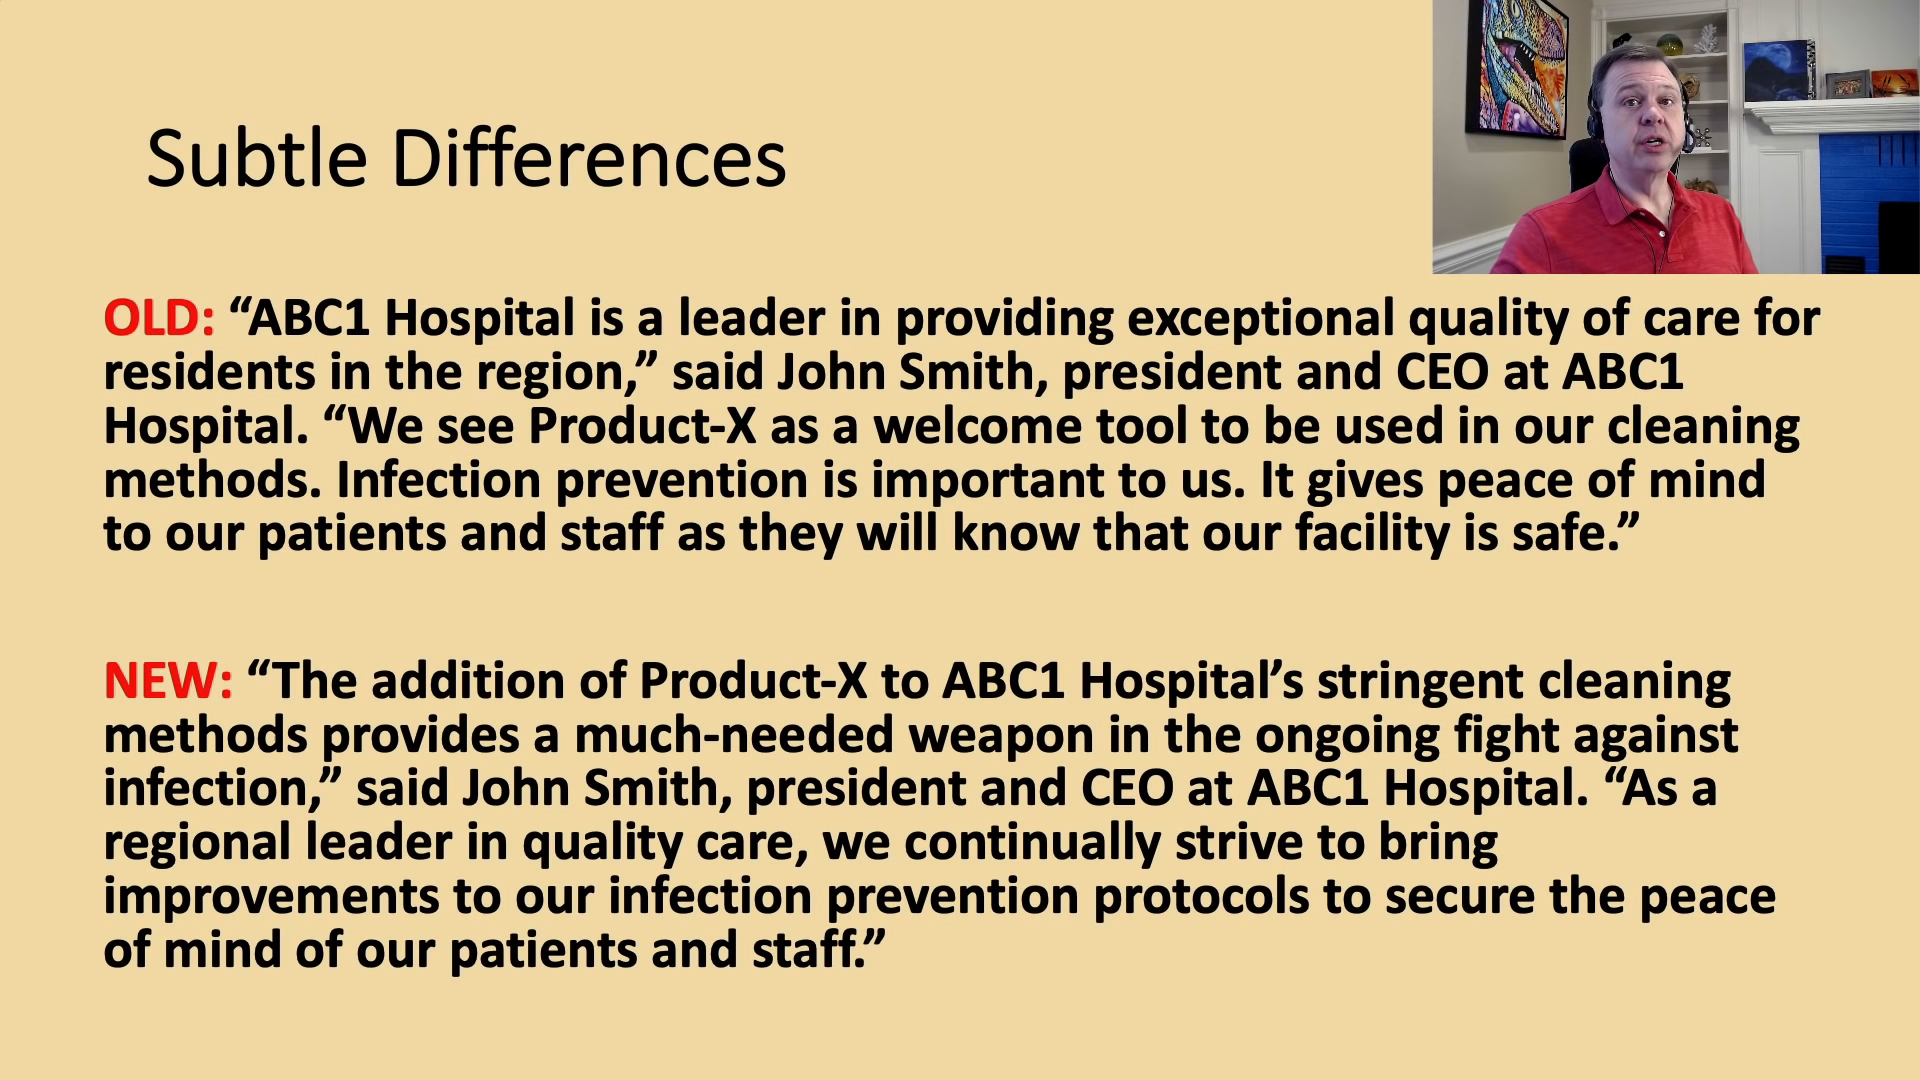 Subtle Differences
OLD: “ABC1 Hospital is a leader in providing exceptional quality of care for
residents in the region,” said John Smith, president and CEO at ABC1
Hospital. “We see Product-X as a welcome tool to be used in our cleaning
methods. Infection prevention is important to us. It gives peace of mind
to our patients and staff as they will know that our facility is safe.”
NEW: “The addition of Product-X to ABC1 Hospital’s stringent cleaning
methods provides a much-needed weapon in the ongoing fight against
infection,” said John Smith, president and CEO at ABC1 Hospital. “As a
regional leader in quality care, we continually strive to bring
improvements to our infection prevention protocols to secure the peace
of mind of our patients and staff.”